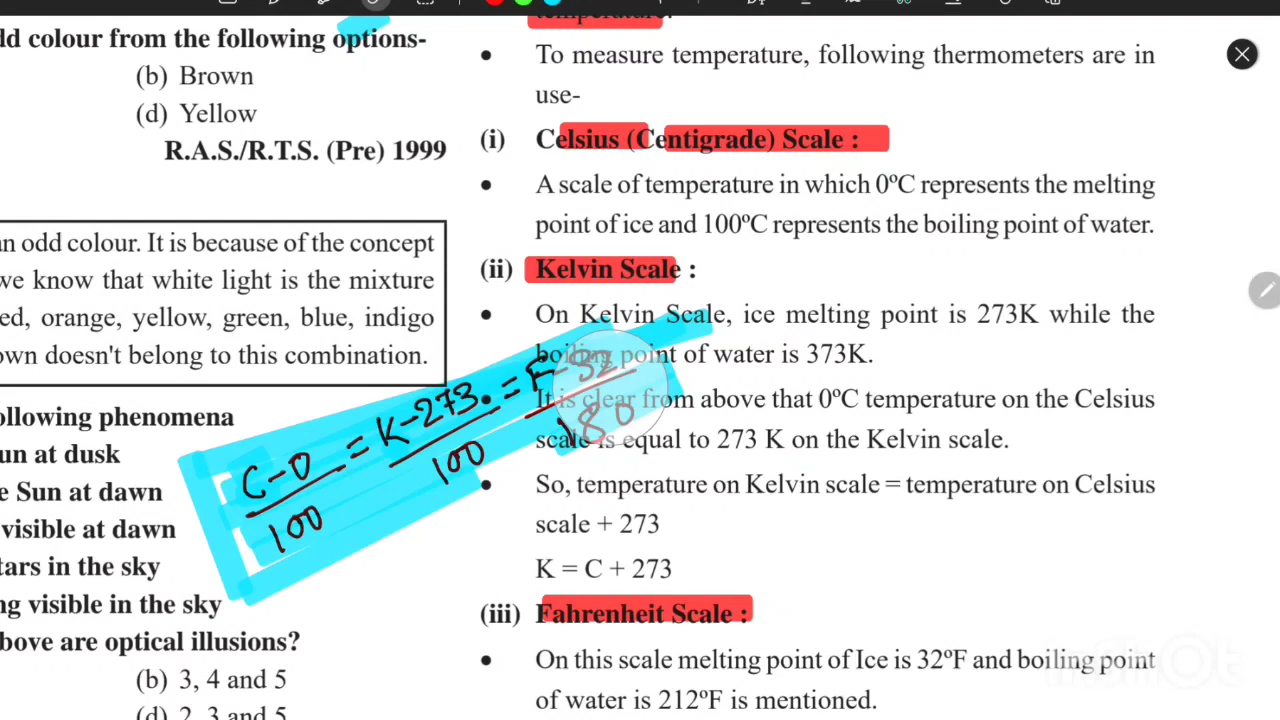 dd colour from the following options-
(b) Brown
(d) Yellow
R.A.S./R.T.S. (Pre) 1999
an odd colour. It is because of the concept
we know that white light is the mixture
ed, orange, yellow, green, blue, indigo
own doesn't belong to this combination.
ollowing phenomena
un at dusk
e Sun at dawn
visible at dawn
tars in the sky
ng visible in the sky
bove are optical illusions?
(b) 3, 4 and 5
(d) 2, 3 and 5
C-0/100 = K-273/100 = F-32/180
temperature.
• To measure temperature, following thermometers are in
use-
(i) Celsius (Centigrade) Scale :
• A scale of temperature in which 0ºC represents the melting
point of ice and 100ºC represents the boiling point of water.
(ii) Kelvin Scale :
• On Kelvin Scale, ice melting point is 273K while the
boiling point of water is 373K.
• It is clear from above that 0ºC temperature on the Celsius
scale is equal to 273 K on the Kelvin scale.
• So, temperature on Kelvin scale = temperature on Celsius
scale + 273
K = C + 273
(iii) Fahrenheit Scale :
• On this scale melting point of Ice is 32ºF and boiling point
of water is 212ºF is mentioned.
InShOt